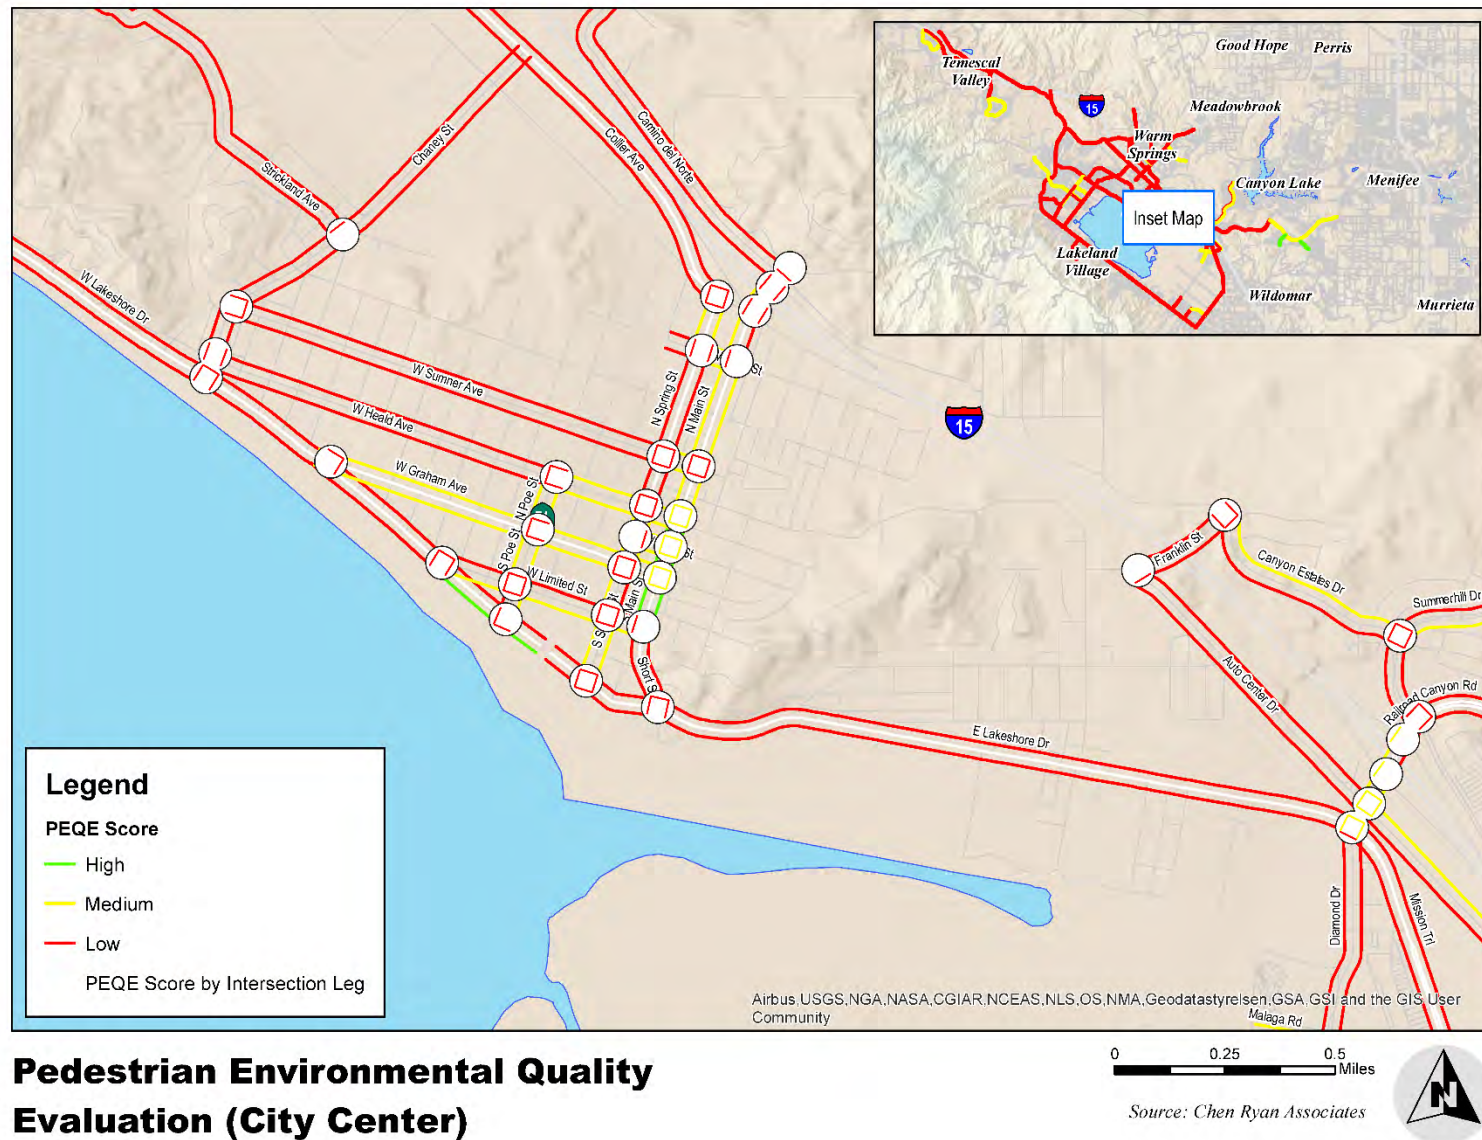 Good Hope
Perris
Temescal
Valley
15
Meadowbrook
Warm
Springs
Canyon Lake
Menifee
Inset Map
Lakeland
Village
Wildomar
Murrieta
Camino del Norte
Collier Ave
Chaney St
Strickland Ave
W Lakeshore Dr
W Sumner Ave
N Spring St
N Main St
St
W Heald Ave
15
W Graham Ave
N Poe St
S Poe St
St
W Limited St
Main S
Short S
Franklin St
Canyon Estates Dr
Summerhill Dr
Auto Center Dr
Railroad Canyon Rd
E Lakeshore Dr
Diamond Dr
Mission Trl
Malaga Rd
Legend
PEQE Score
High
Medium
Low
PEQE Score by Intersection Leg
Airbus,USGS,NGA,NASA,CGIAR,NCEAS,NLS,OS,NMA,Geodatastyrelsen,GSA,GSI and the GIS User
Community
Pedestrian Environmental Quality
Evaluation (City Center)
0 0.25 0.5
Miles
Source: Chen Ryan Associates
N